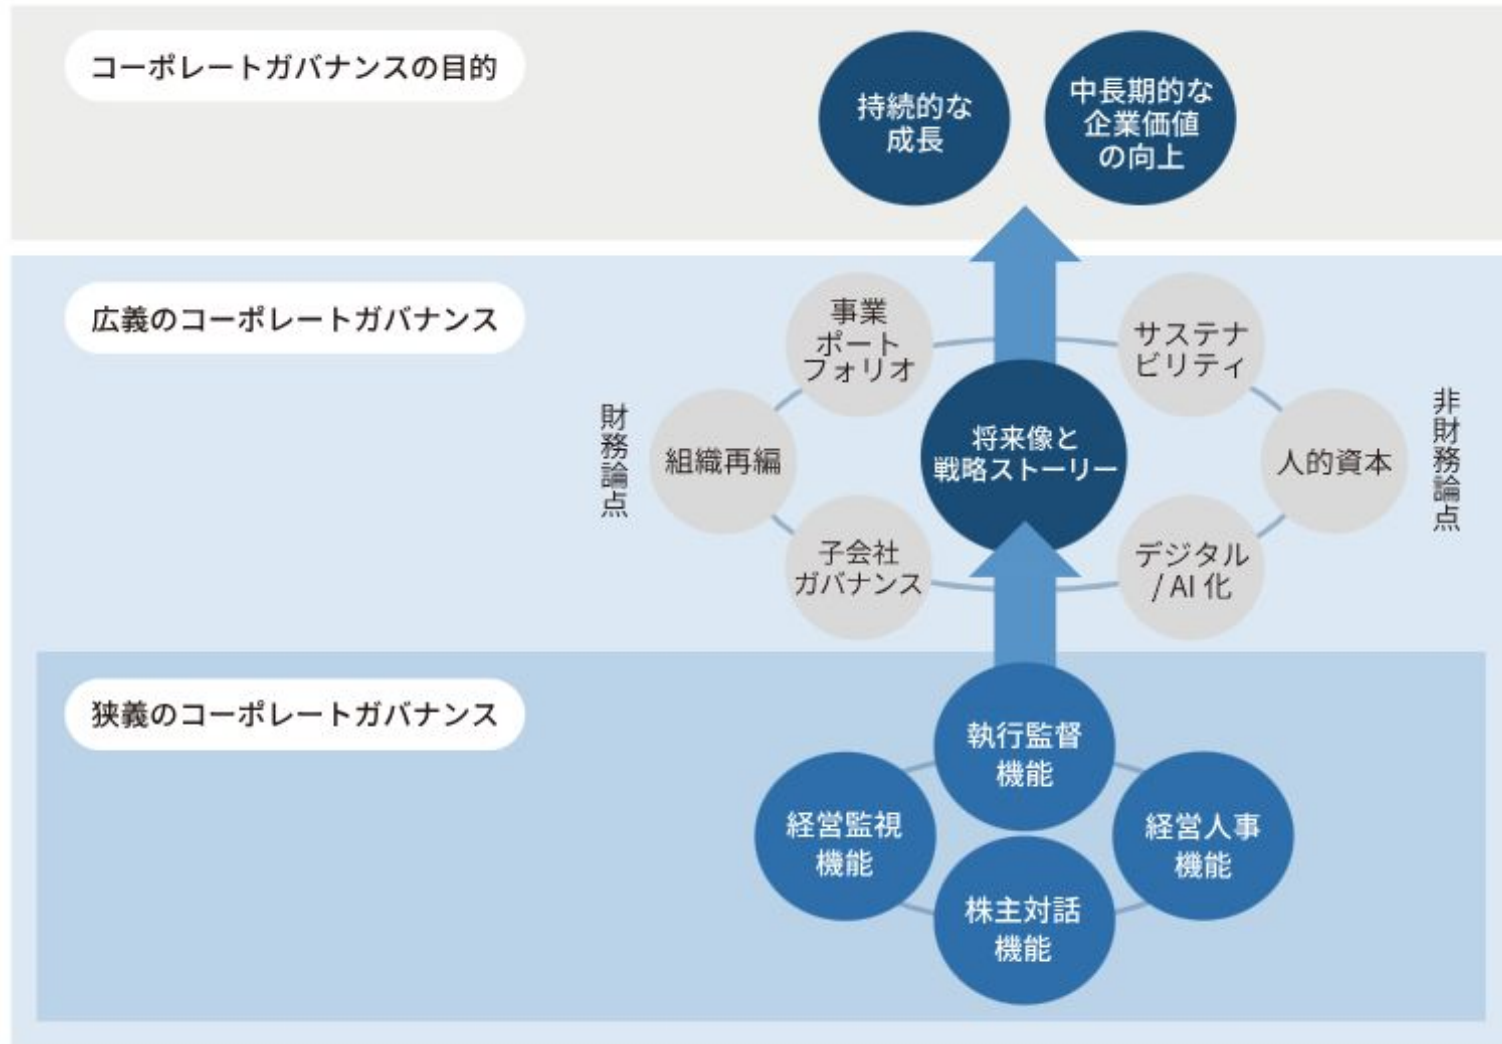 コーポレートガバナンスの目的
持続的な
成長
中長期的な
企業価値
の向上
広義のコーポレートガバナンス
財務論点
事業
ポート
フォリオ
組織再編
子会社
ガバナンス
将来像と
戦略ストーリー
サステナ
ビリティ
人的資本
デジタル
/ AI 化
非財務論点
狭義のコーポレートガバナンス
執行監督
機能
経営監視
機能
経営人事
機能
株主対話
機能